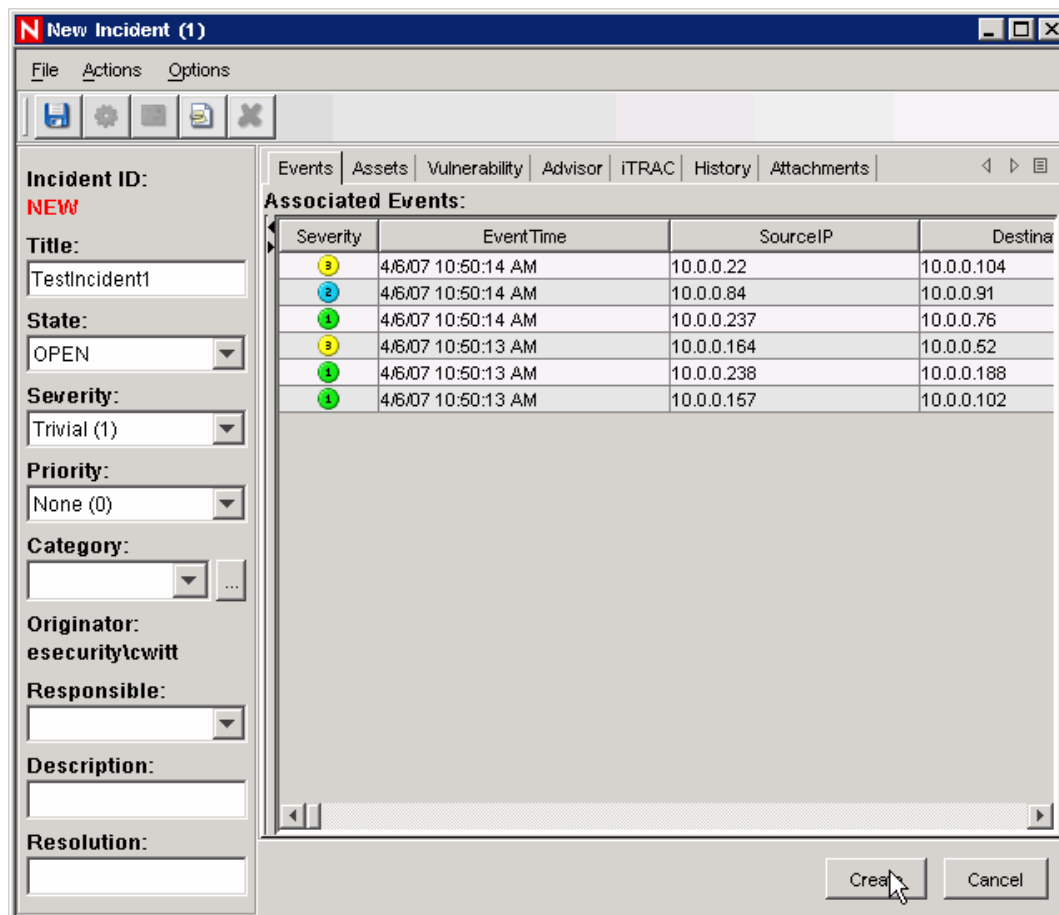 N New Incident (1)
File Actions Options
Incident ID:
NEW
Title:
TestIncident1
State:
OPEN
Severity:
Trivial (1)
Priority:
None (0)
Category:
...
Originator:
esecurity\cwitt
Responsible:
Description:
Resolution:
Events Assets Vulnerability Advisor iTRAC History Attachments
Associated Events:
Severity EventTime SourceIP Destina
3 4/6/07 10:50:14 AM 10.0.0.22 10.0.0.104
2 4/6/07 10:50:14 AM 10.0.0.84 10.0.0.91
1 4/6/07 10:50:14 AM 10.0.0.237 10.0.0.76
3 4/6/07 10:50:13 AM 10.0.0.164 10.0.0.52
1 4/6/07 10:50:13 AM 10.0.0.238 10.0.0.188
1 4/6/07 10:50:13 AM 10.0.0.157 10.0.0.102
Create Cancel